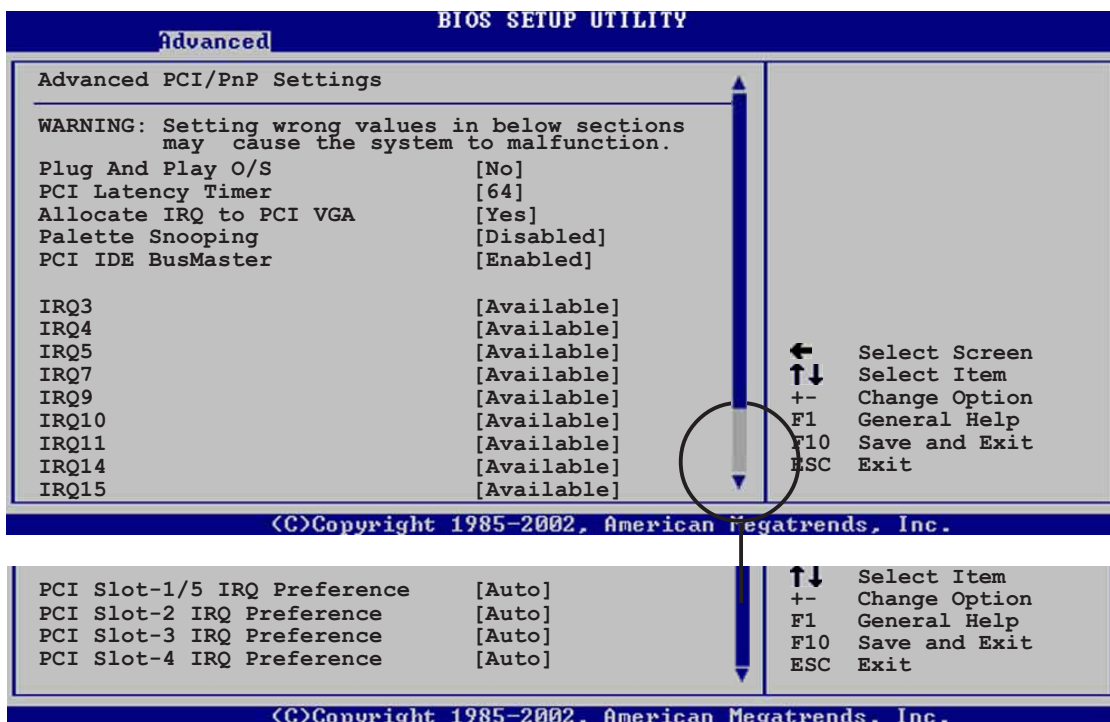 BIOS SETUP UTILITY
Advanced
Advanced PCI/PnP Settings
WARNING: Setting wrong values in below sections
may cause the system to malfunction.
Plug And Play O/S [No]
PCI Latency Timer [64]
Allocate IRQ to PCI VGA [Yes]
Palette Snooping [Disabled]
PCI IDE BusMaster [Enabled]
IRQ3 [Available]
IRQ4 [Available]
IRQ5 [Available]
IRQ7 [Available]
IRQ9 [Available]
IRQ10 [Available]
IRQ11 [Available]
IRQ14 [Available]
IRQ15 [Available]
← Select Screen
↑↓ Select Item
+- Change Option
F1 General Help
F10 Save and Exit
ESC Exit
(C)Copyright 1985-2002, American Megatrends, Inc.
PCI Slot-1/5 IRQ Preference [Auto]
PCI Slot-2 IRQ Preference [Auto]
PCI Slot-3 IRQ Preference [Auto]
PCI Slot-4 IRQ Preference [Auto]
↑↓ Select Item
+- Change Option
F1 General Help
F10 Save and Exit
ESC Exit
(C)Copyright 1985-2002, American Megatrends, Inc.